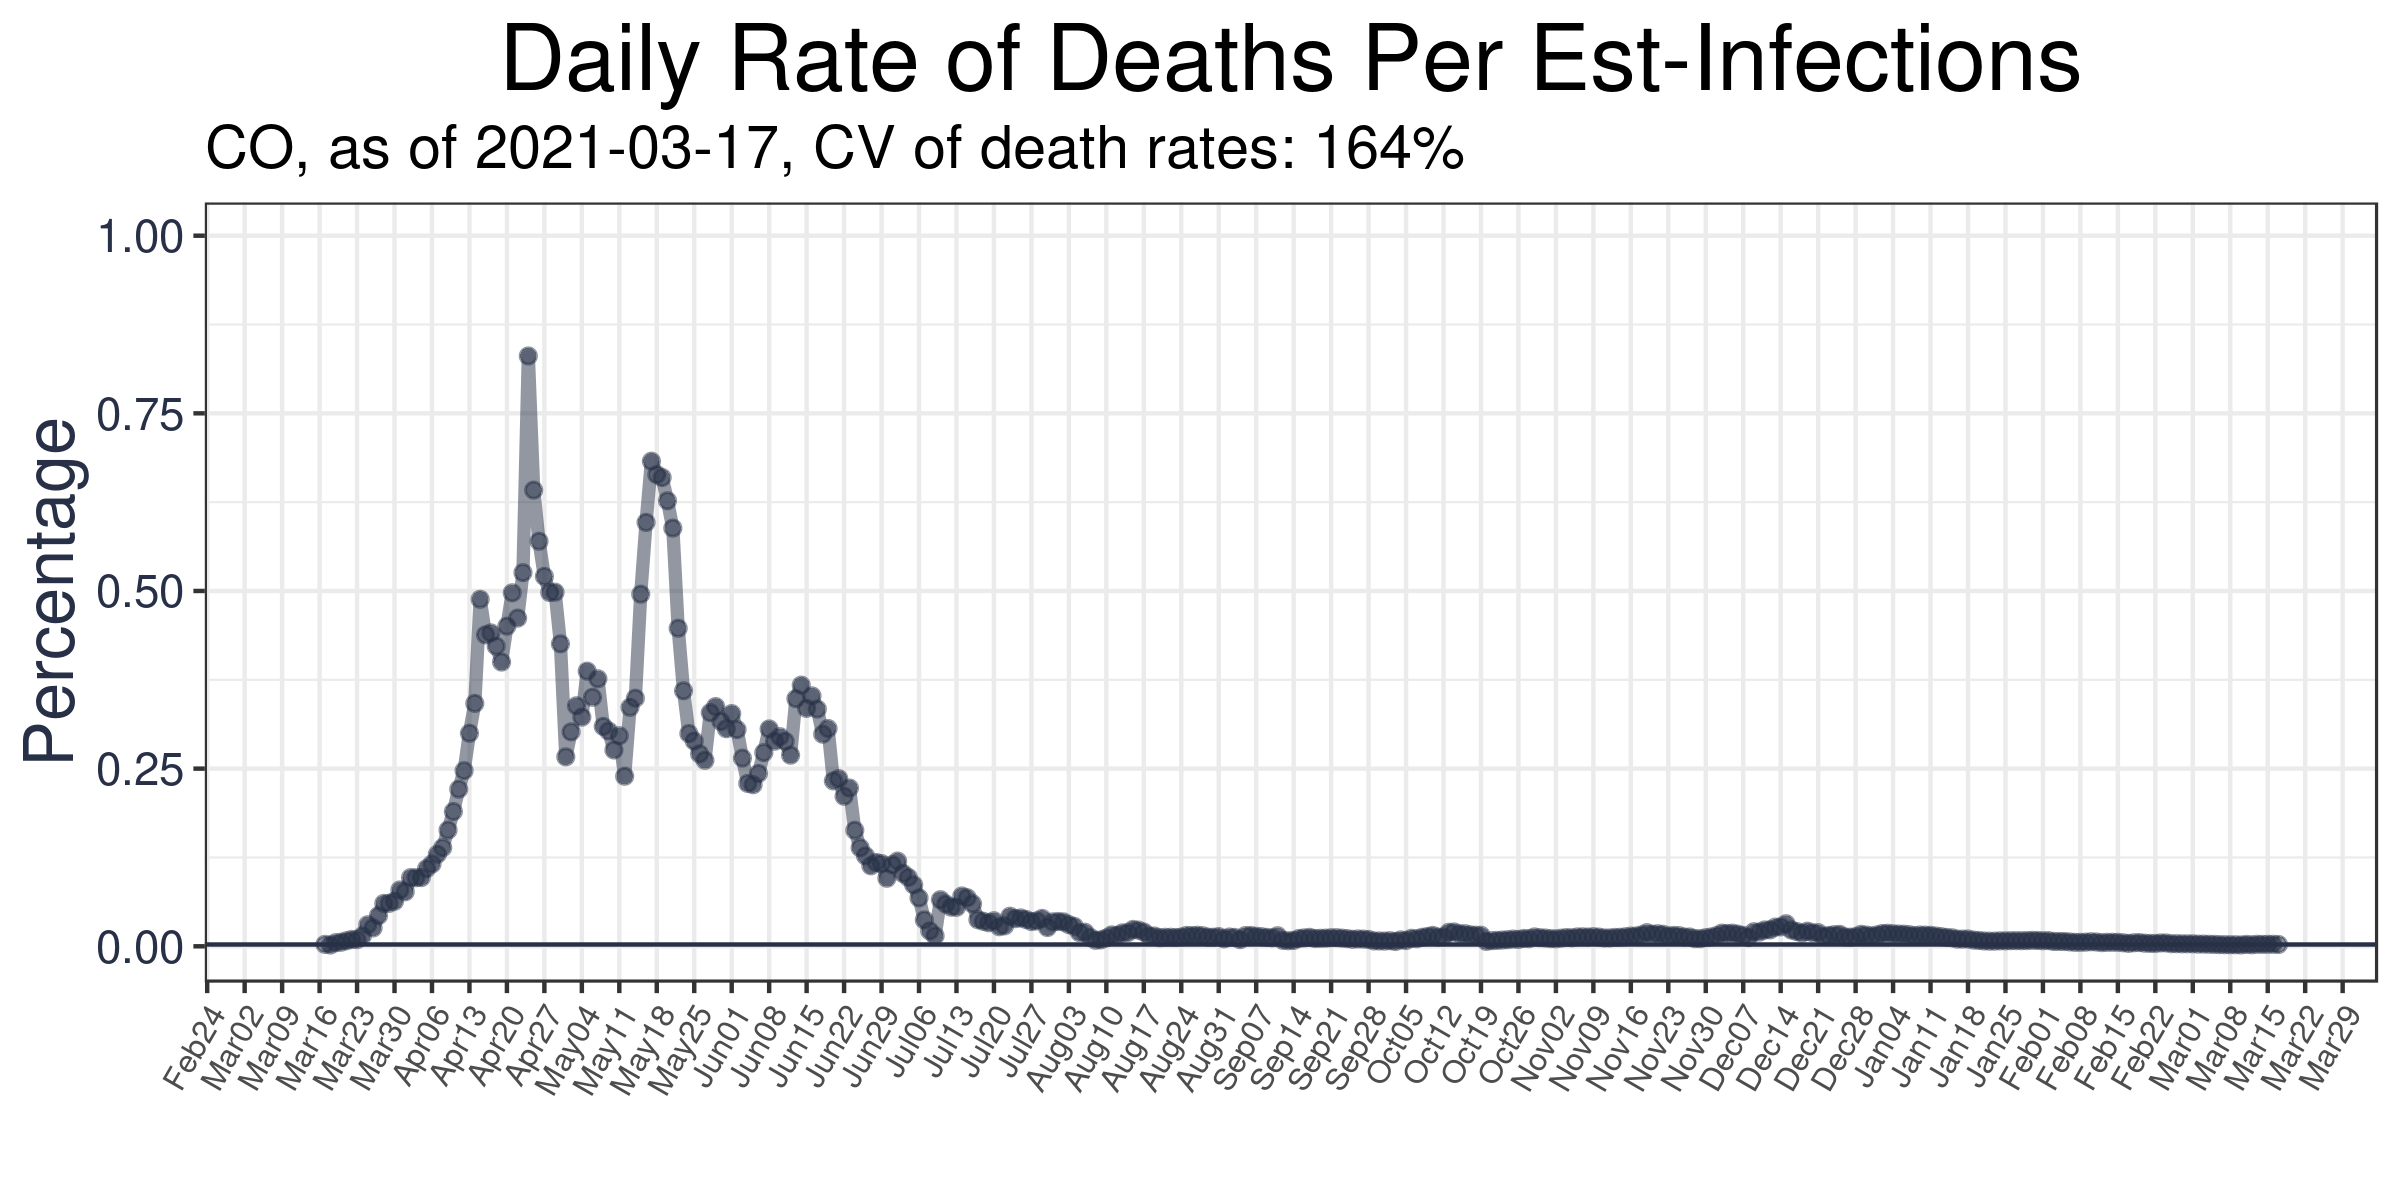 Daily Rate of Deaths Per Est-Infections
CO, as of 2021-03-17, CV of death rates: 164%
Percentage
1.00
0.75
0.50
0.25
0.00
Feb24
Mar02
Mar09
Mar16
Mar23
Mar30
Apr06
Apr13
Apr20
Apr27
May04
May11
May18
May25
Jun01
Jun08
Jun15
Jun22
Jun29
Jul06
Jul13
Jul20
Jul27
Aug03
Aug10
Aug17
Aug24
Aug31
Sep07
Sep14
Sep21
Sep28
Oct05
Oct12
Oct19
Oct26
Nov02
Nov09
Nov16
Nov23
Nov30
Dec07
Dec14
Dec21
Dec28
Jan04
Jan11
Jan18
Jan25
Feb01
Feb08
Feb15
Feb22
Mar01
Mar08
Mar15
Mar22
Mar29